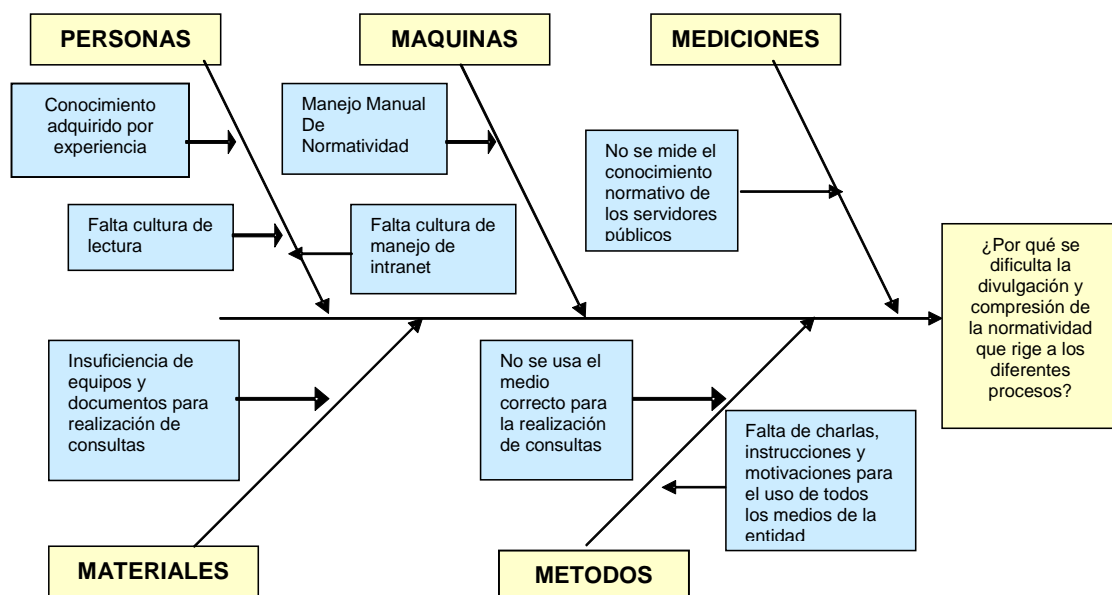 PERSONAS
MAQUINAS
MEDICIONES
Conocimiento
adquirido por
experiencia
Manejo Manual
De
Normatividad
No se mide el
conocimiento
normativo de
los servidores
públicos
Falta cultura de
lectura
Falta cultura de
manejo de
intranet
¿Por qué se
dificulta la
divulgación y
compresión de
la normatividad
que rige a los
diferentes
procesos?
Insuficiencia de
equipos y
documentos para
realización de
consultas
No se usa el
medio
correcto para
la realización
de consultas
Falta de charlas,
instrucciones y
motivaciones para
el uso de todos
los medios de la
entidad
MATERIALES
METODOS